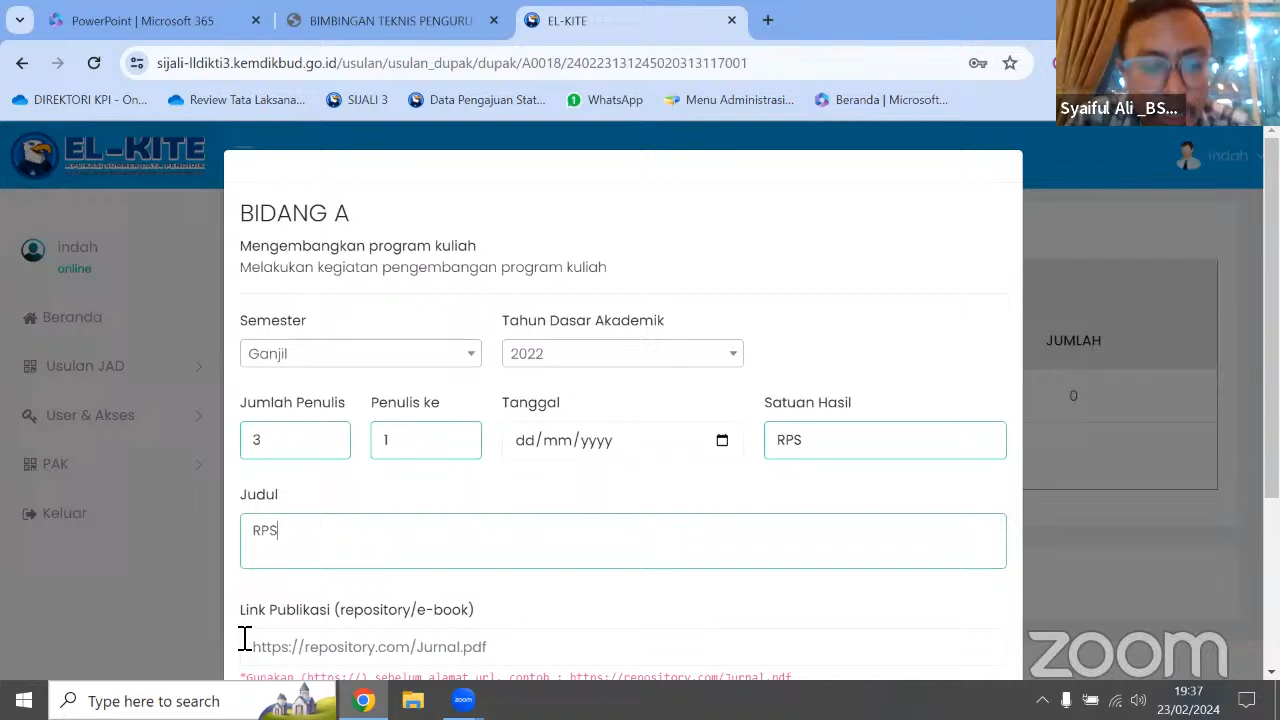 PowerPoint | Microsoft 365
BIMBINGAN TEKNIS PENGURU
EL-KITE
sijali-lldikti3.kemdikbud.go.id/usulan/usulan_dupak/dupak/A0018/240223131245020313117001
DIREKTORI KPI - On...
Review Tata Laksana...
SIJALI 3
Data Pengajuan Stat...
WhatsApp
Menu Administrasi...
Beranda | Microsoft...
Syaiful Ali _BS...
EL-KITE
indah
indah
online
Beranda
Usulan JAD
User & Akses
PAK
Keluar
BIDANG A
Mengembangkan program kuliah
Melakukan kegiatan pengembangan program kuliah
Semester
Tahun Dasar Akademik
Ganjil
2022
Jumlah Penulis
Penulis ke
Tanggal
Satuan Hasil
3
1
dd/mm/yyyy
RPS
Judul
RPS
Link Publikasi (repository/e-book)
https://repository.com/Jurnal.pdf
*Gunakan (https://) sebelum alamat url, contoh : https://repository.com/Jurnal.pdf
JUMLAH
0
zoom
Type here to search
zoom
19:37
23/02/2024